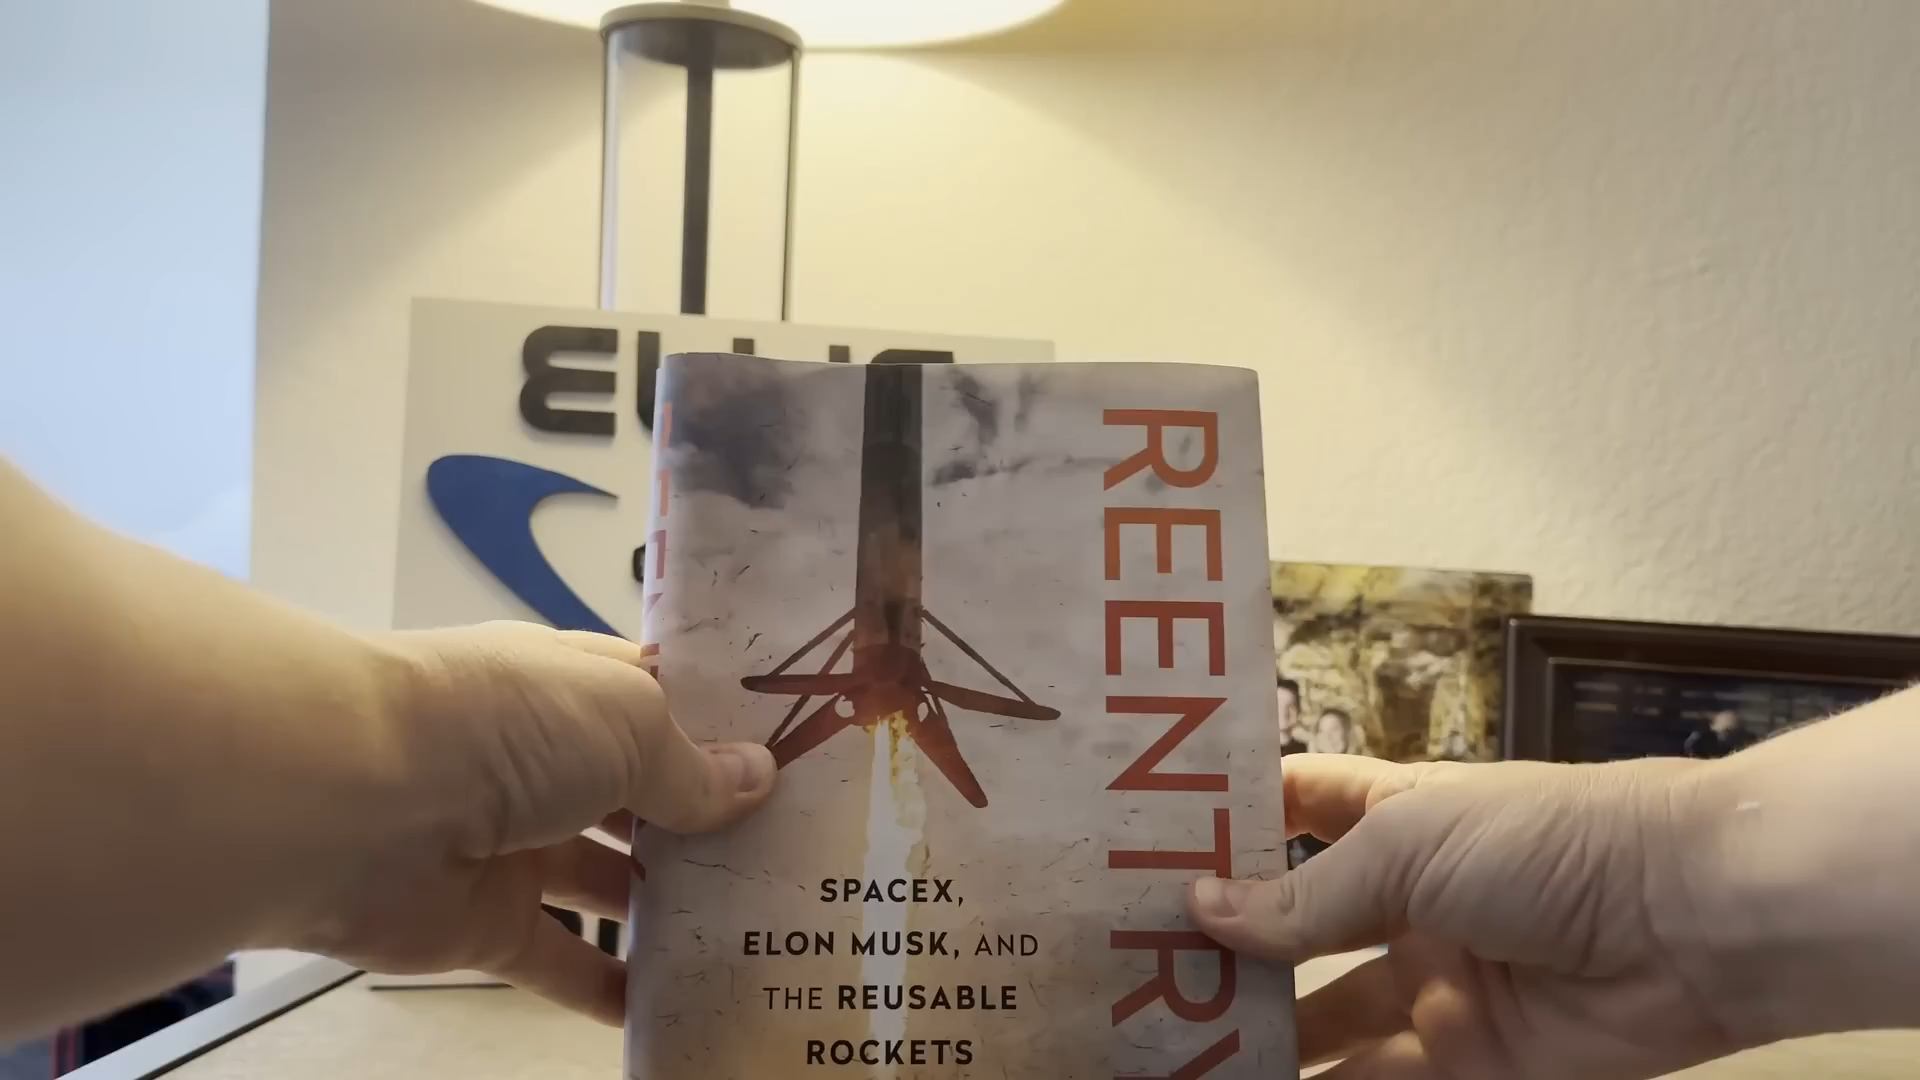 REENTRY
SPACEX,
ELON MUSK, AND
THE REUSABLE
ROCKETS